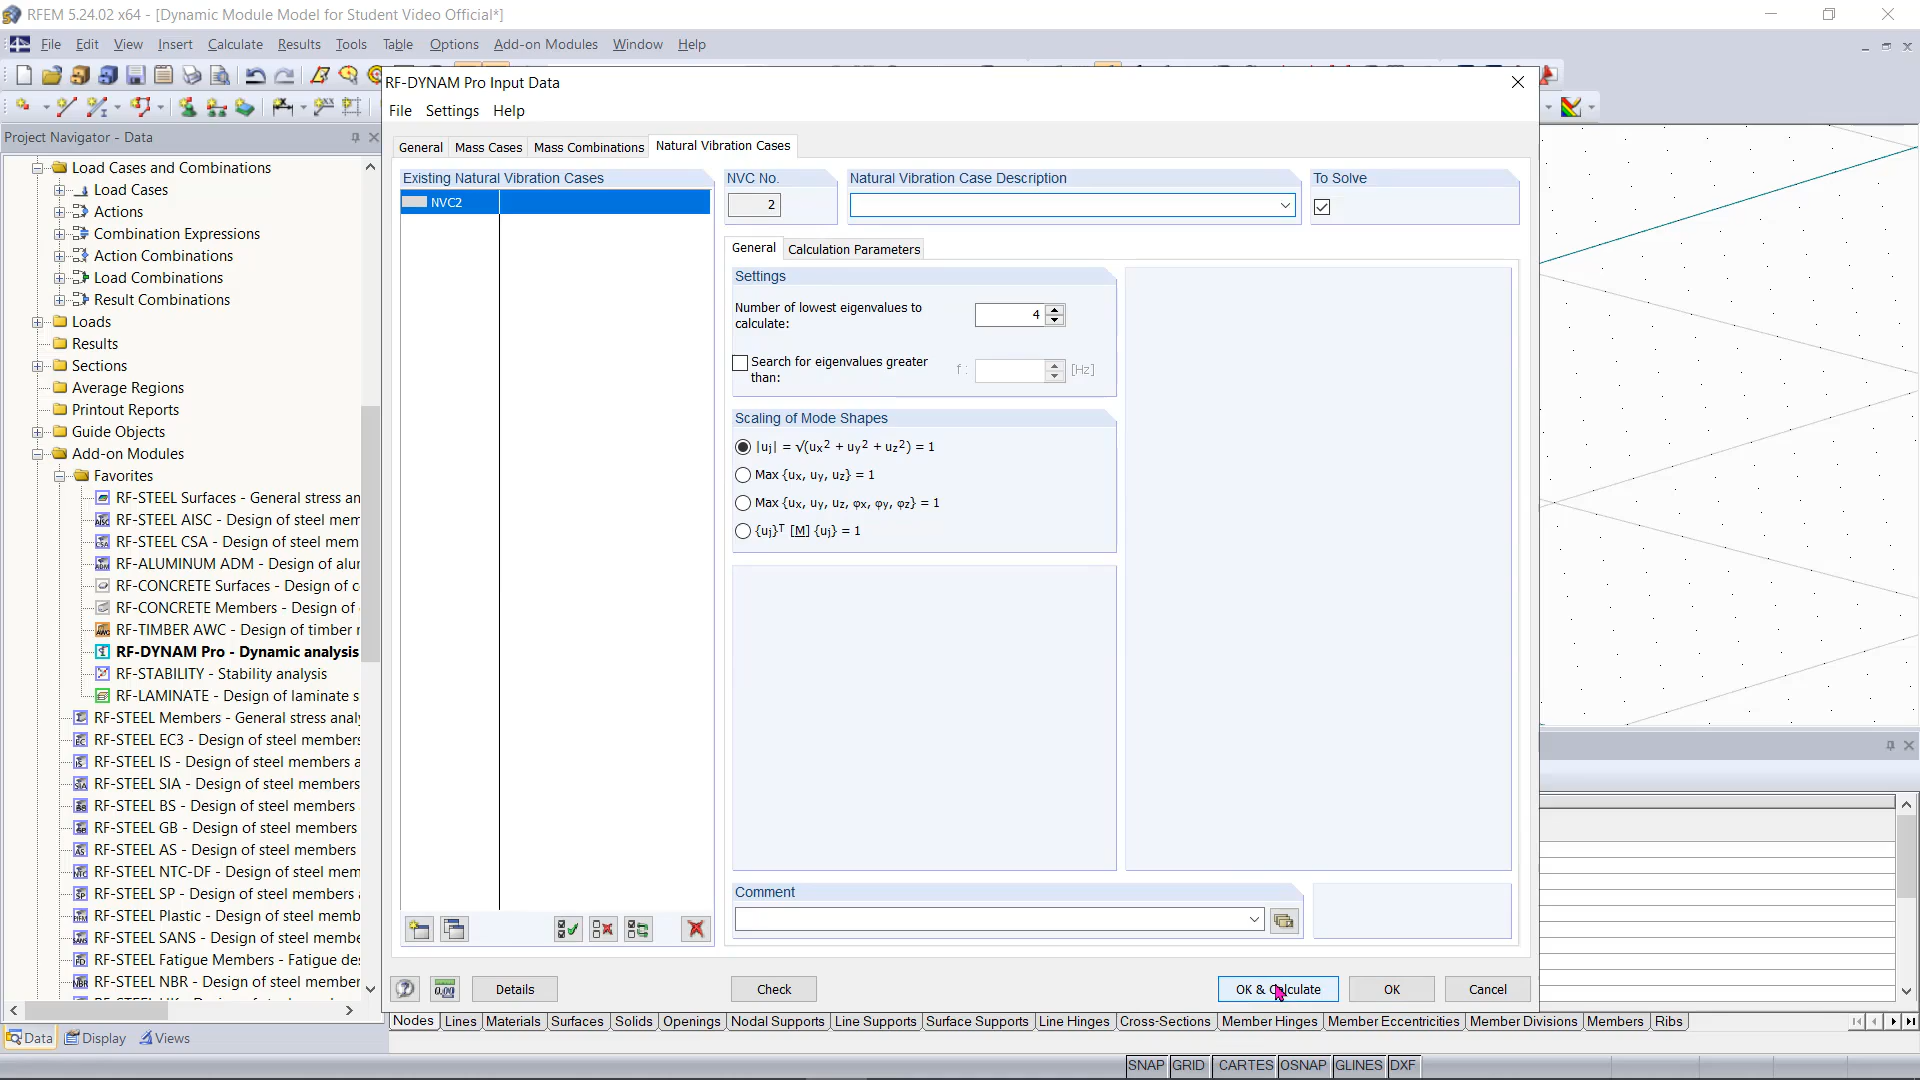 RFEM 5.24.02 x64 - [Dynamic Module Model for Student Video Official*]
File Edit View Insert Calculate Results Tools Table Options Add-on Modules Window Help
RF-DYNAM Pro Input Data
File Settings Help
Project Navigator - Data
Load Cases and Combinations
Load Cases
Actions
Combination Expressions
Action Combinations
Load Combinations
Result Combinations
Loads
Results
Sections
Average Regions
Printout Reports
Guide Objects
Add-on Modules
Favorites
RF-STEEL Surfaces - General stress an
RF-STEEL AISC - Design of steel mem
RF-STEEL CSA - Design of steel mem
RF-ALUMINUM ADM - Design of alur
RF-CONCRETE Surfaces - Design of c
RF-CONCRETE Members - Design of
RF-TIMBER AWC - Design of timber r
RF-DYNAM Pro - Dynamic analysis
RF-STABILITY - Stability analysis
RF-LAMINATE - Design of laminate s
RF-STEEL Members - General stress analy
RF-STEEL EC3 - Design of steel members
RF-STEEL IS - Design of steel members a
RF-STEEL SIA - Design of steel members
RF-STEEL BS - Design of steel members
RF-STEEL GB - Design of steel members
RF-STEEL AS - Design of steel members
RF-STEEL NTC-DF - Design of steel mem
RF-STEEL SP - Design of steel members
RF-STEEL Plastic - Design of steel memb
RF-STEEL SANS - Design of steel membe
RF-STEEL Fatigue Members - Fatigue des
RF-STEEL NBR - Design of steel member
Data Display Views
General Mass Cases Mass Combinations Natural Vibration Cases
Existing Natural Vibration Cases
NVC2
NVC No.
2
Natural Vibration Case Description
To Solve
General Calculation Parameters
Settings
Number of lowest eigenvalues to
calculate:
4
Search for eigenvalues greater
than:
f :
[Hz]
Scaling of Mode Shapes
|uj| = √(ux² + uy² + uz²) = 1
Max {ux, uy, uz} = 1
Max {ux, uy, uz, φx, φy, φz} = 1
{uj}ᵀ [M] {uj} = 1
Comment
0.00
Details
Check
OK & Calculate
OK
Cancel
Nodes Lines Materials Surfaces Solids Openings Nodal Supports Line Supports Surface Supports Line Hinges Cross-Sections Member Hinges Member Eccentricities Member Divisions Members Ribs
SNAP GRID CARTES OSNAP GLINES DXF